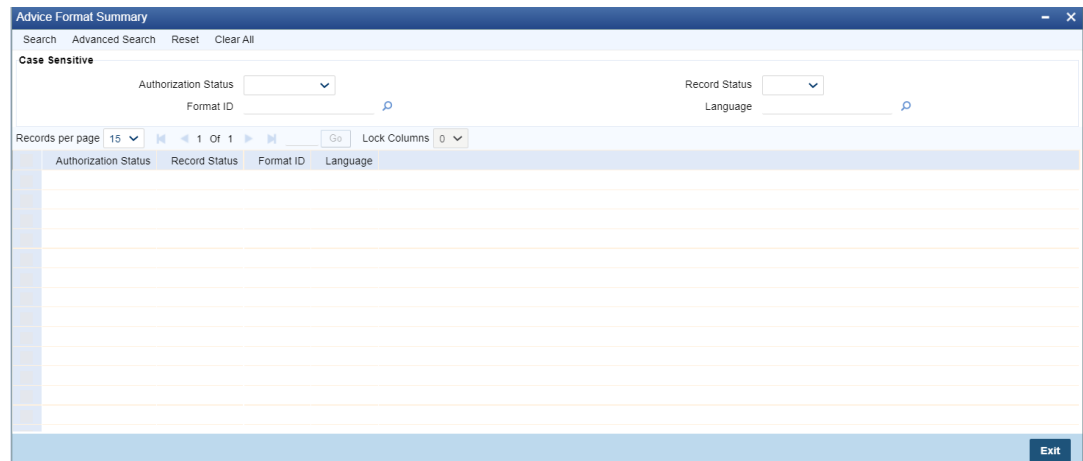 Advice Format Summary
Search Advanced Search Reset Clear All
Case Sensitive
Authorization Status Record Status
Format ID Language
Records per page 15 1 Of 1 Go Lock Columns 0
Authorization Status Record Status Format ID Language
Exit